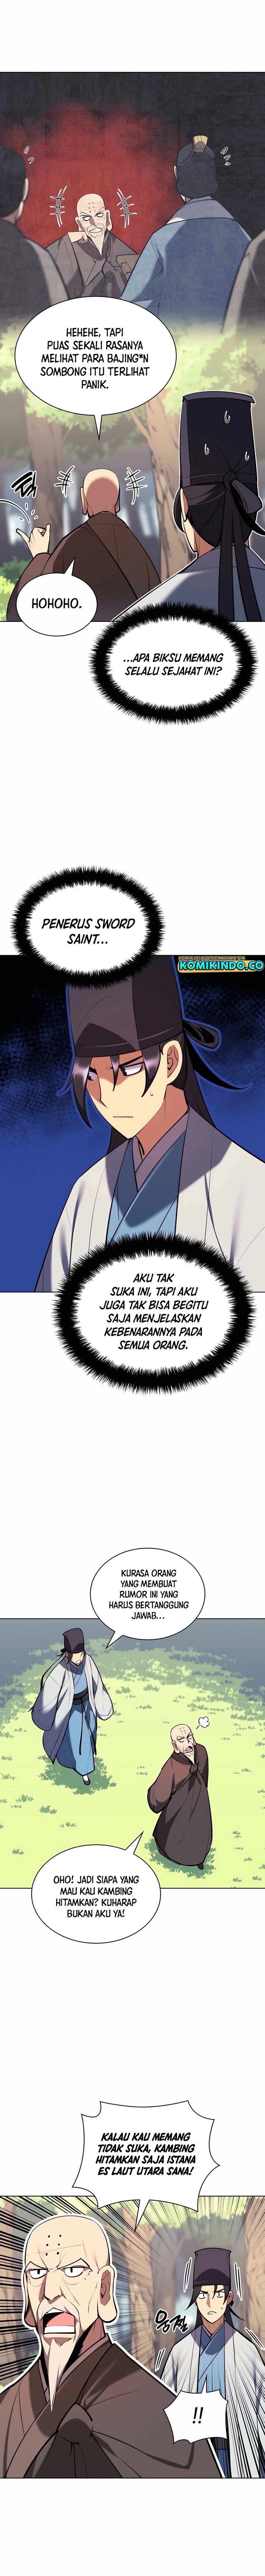 HEHEHE, TAPI
PUAS SEKALI RASANYA
MELIHAT PARA BAJING*N
SOMBONG ITU TERLIHAT
PANIK.
HOHOHO.
...APA BIKSU MEMANG
SELALU SEJAHAT INI?
PENERUS SWORD
SAINT...
KOMIKINDO.CO
AKU TAK
SUKA INI, TAPI AKU
JUGA TAK BISA BEGITU
SAJA MENJELASKAN
KEBENARANNYA PADA
SEMUA ORANG.
KURASA ORANG
YANG MEMBUAT
RUMOR INI YANG
HARUS BERTANGGUNG
JAWAB...
OHO! JADI SIAPA YANG
MAU KAU KAMBING
HITAMKAN? KUHARAP
BUKAN AKU YA!
KALAU KAU MEMANG
TIDAK SUKA, KAMBING
HITAMKAN SAJA ISTANA
ES LAUT UTARA SANA!
!!